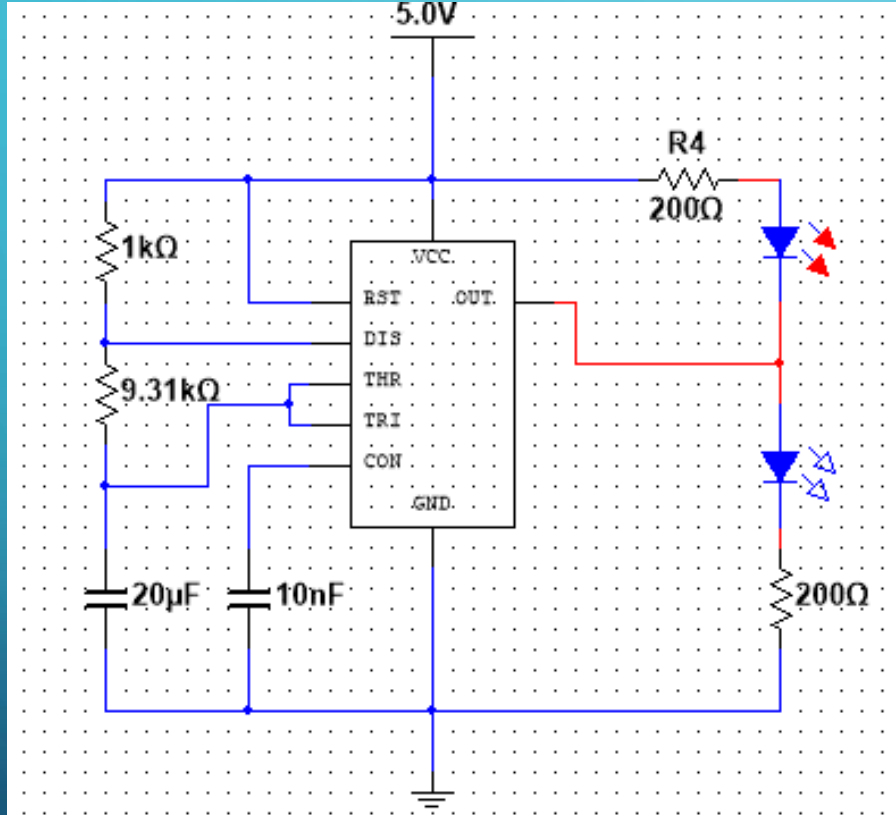 5.0V
R4
200Ω
1kΩ
VCC
RST OUT
DIS
9.31kΩ
THR
TRI
CON
GND
20µF
10nF
200Ω